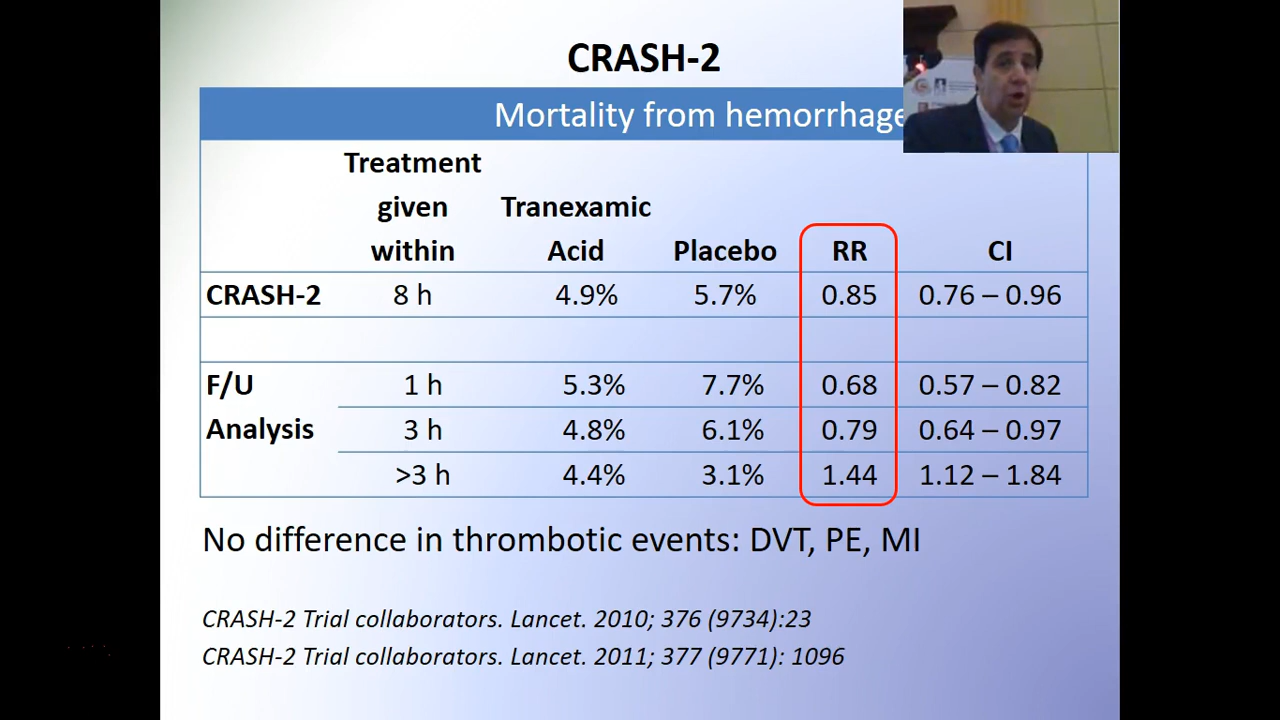 CRASH-2
Mortality from hemorrhage
Treatment given within Tranexamic Acid Placebo RR CI
CRASH-2 8 h 4.9% 5.7% 0.85 0.76 – 0.96
F/U Analysis 1 h 5.3% 7.7% 0.68 0.57 – 0.82
3 h 4.8% 6.1% 0.79 0.64 – 0.97
>3 h 4.4% 3.1% 1.44 1.12 – 1.84
No difference in thrombotic events: DVT, PE, MI
CRASH-2 Trial collaborators. Lancet. 2010; 376 (9734):23
CRASH-2 Trial collaborators. Lancet. 2011; 377 (9771): 1096